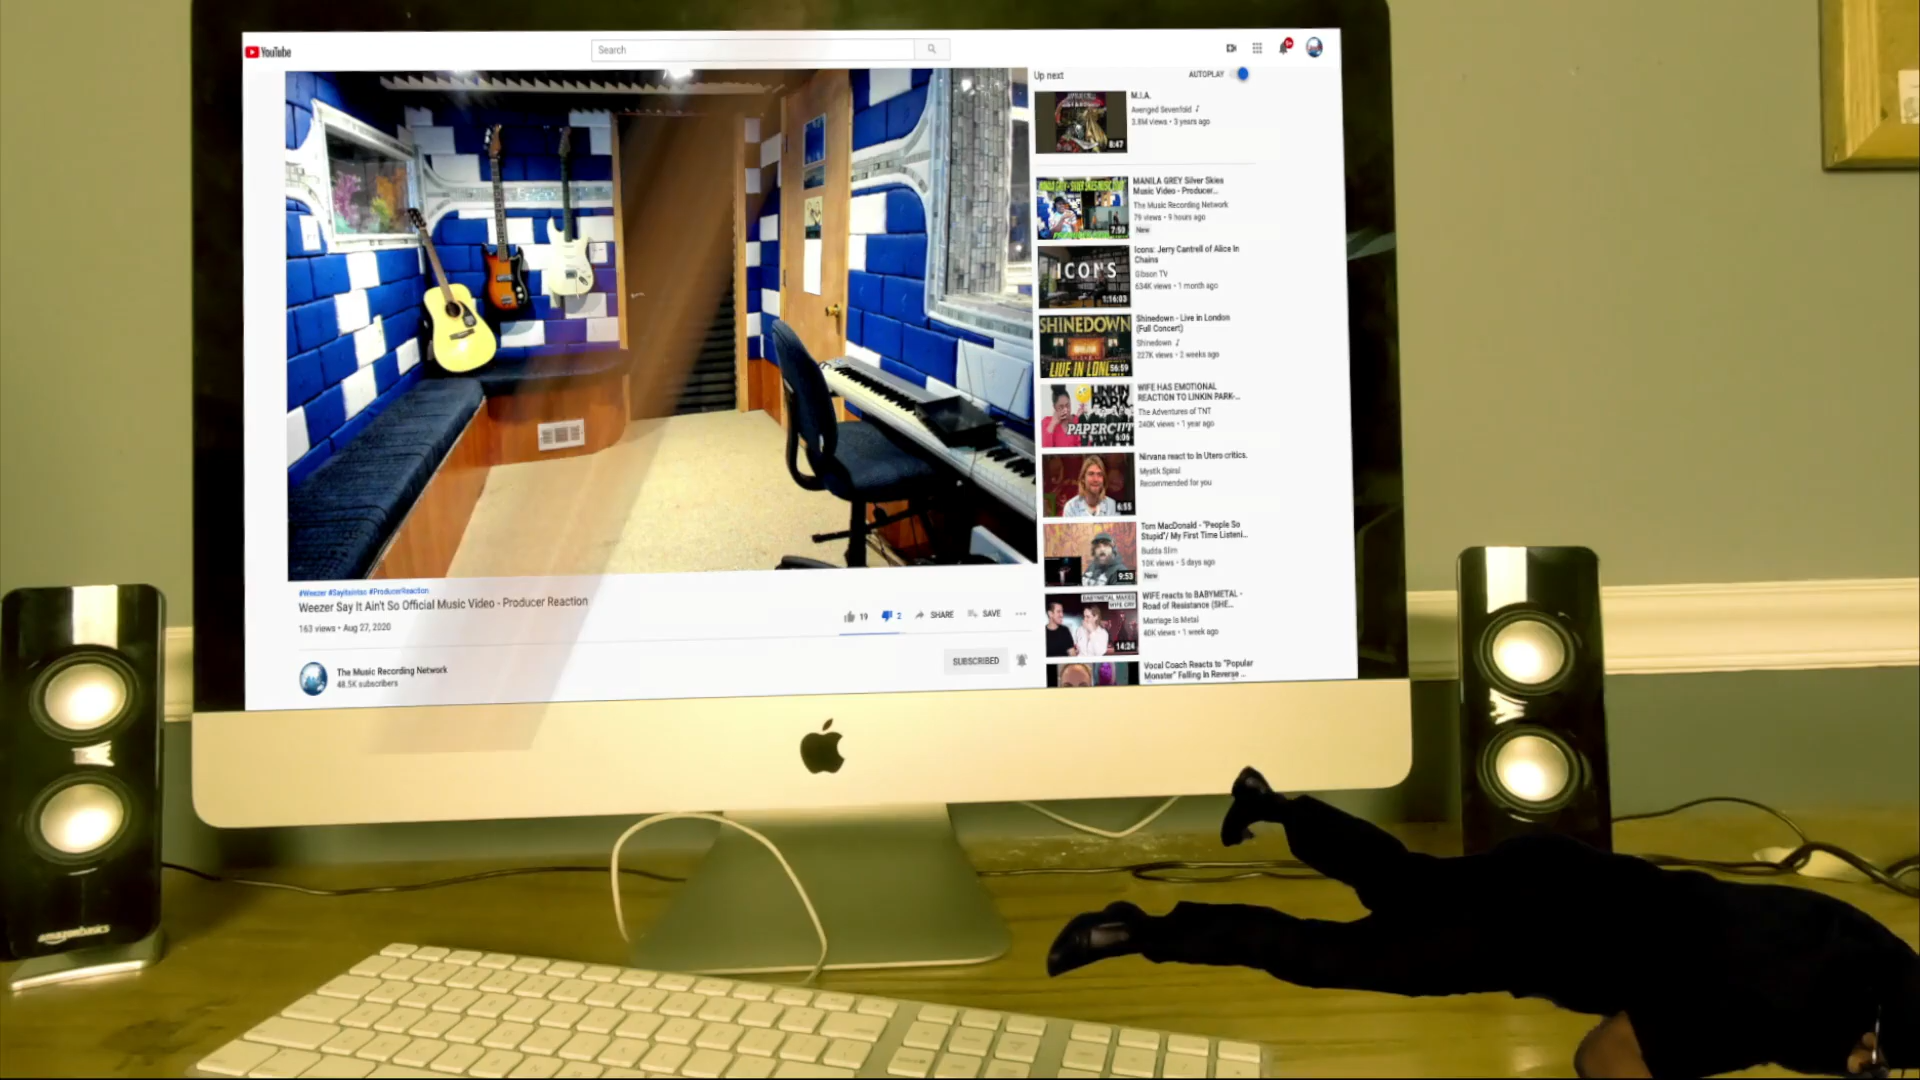 YouTube
Search
Up next
AUTOPLAY
M.I.A.
Avenged Sevenfold
3.8M views • 3 years ago
8:47
MANILA GREY Silver Skies
Music Video - Producer...
The Music Recording Network
79 views • 9 hours ago
New
7:59
Icons: Jerry Cantrell of Alice In
Chains
Gibson TV
634K views • 1 month ago
ICONS
1:16:03
Shinedown - Live in London
(Full Concert)
Shinedown
227K views • 2 weeks ago
SHINEDOWN
LIVE IN
56:59
WIFE HAS EMOTIONAL
REACTION TO LINKIN PARK-...
The Adventures of TNT
240K views • 1 year ago
LINKIN
PARK
PAPERCUT
6:06
Nirvana react to In Utero critics.
Mystik Spiral
Recommended for you
6:55
Tom MacDonald - "People So
Stupid"/ My First Time Listeni...
Budda Slim
10K views • 5 days ago
New
9:53
WIFE reacts to BABYMETAL -
Road of Resistance (SHE...
Marriage Is Metal
40K views • 1 week ago
BABYMETAL MAKES
WIFE CRY
14:24
Vocal Coach Reacts to "Popular
Monster" Falling In Reverse ...
#Weezer #SayItAintSo #ProducerReaction
Weezer Say It Ain't So Official Music Video - Producer Reaction
163 views • Aug 27, 2020
19
2
SHARE
SAVE
The Music Recording Network
48.5K subscribers
SUBSCRIBED
amazonbasics